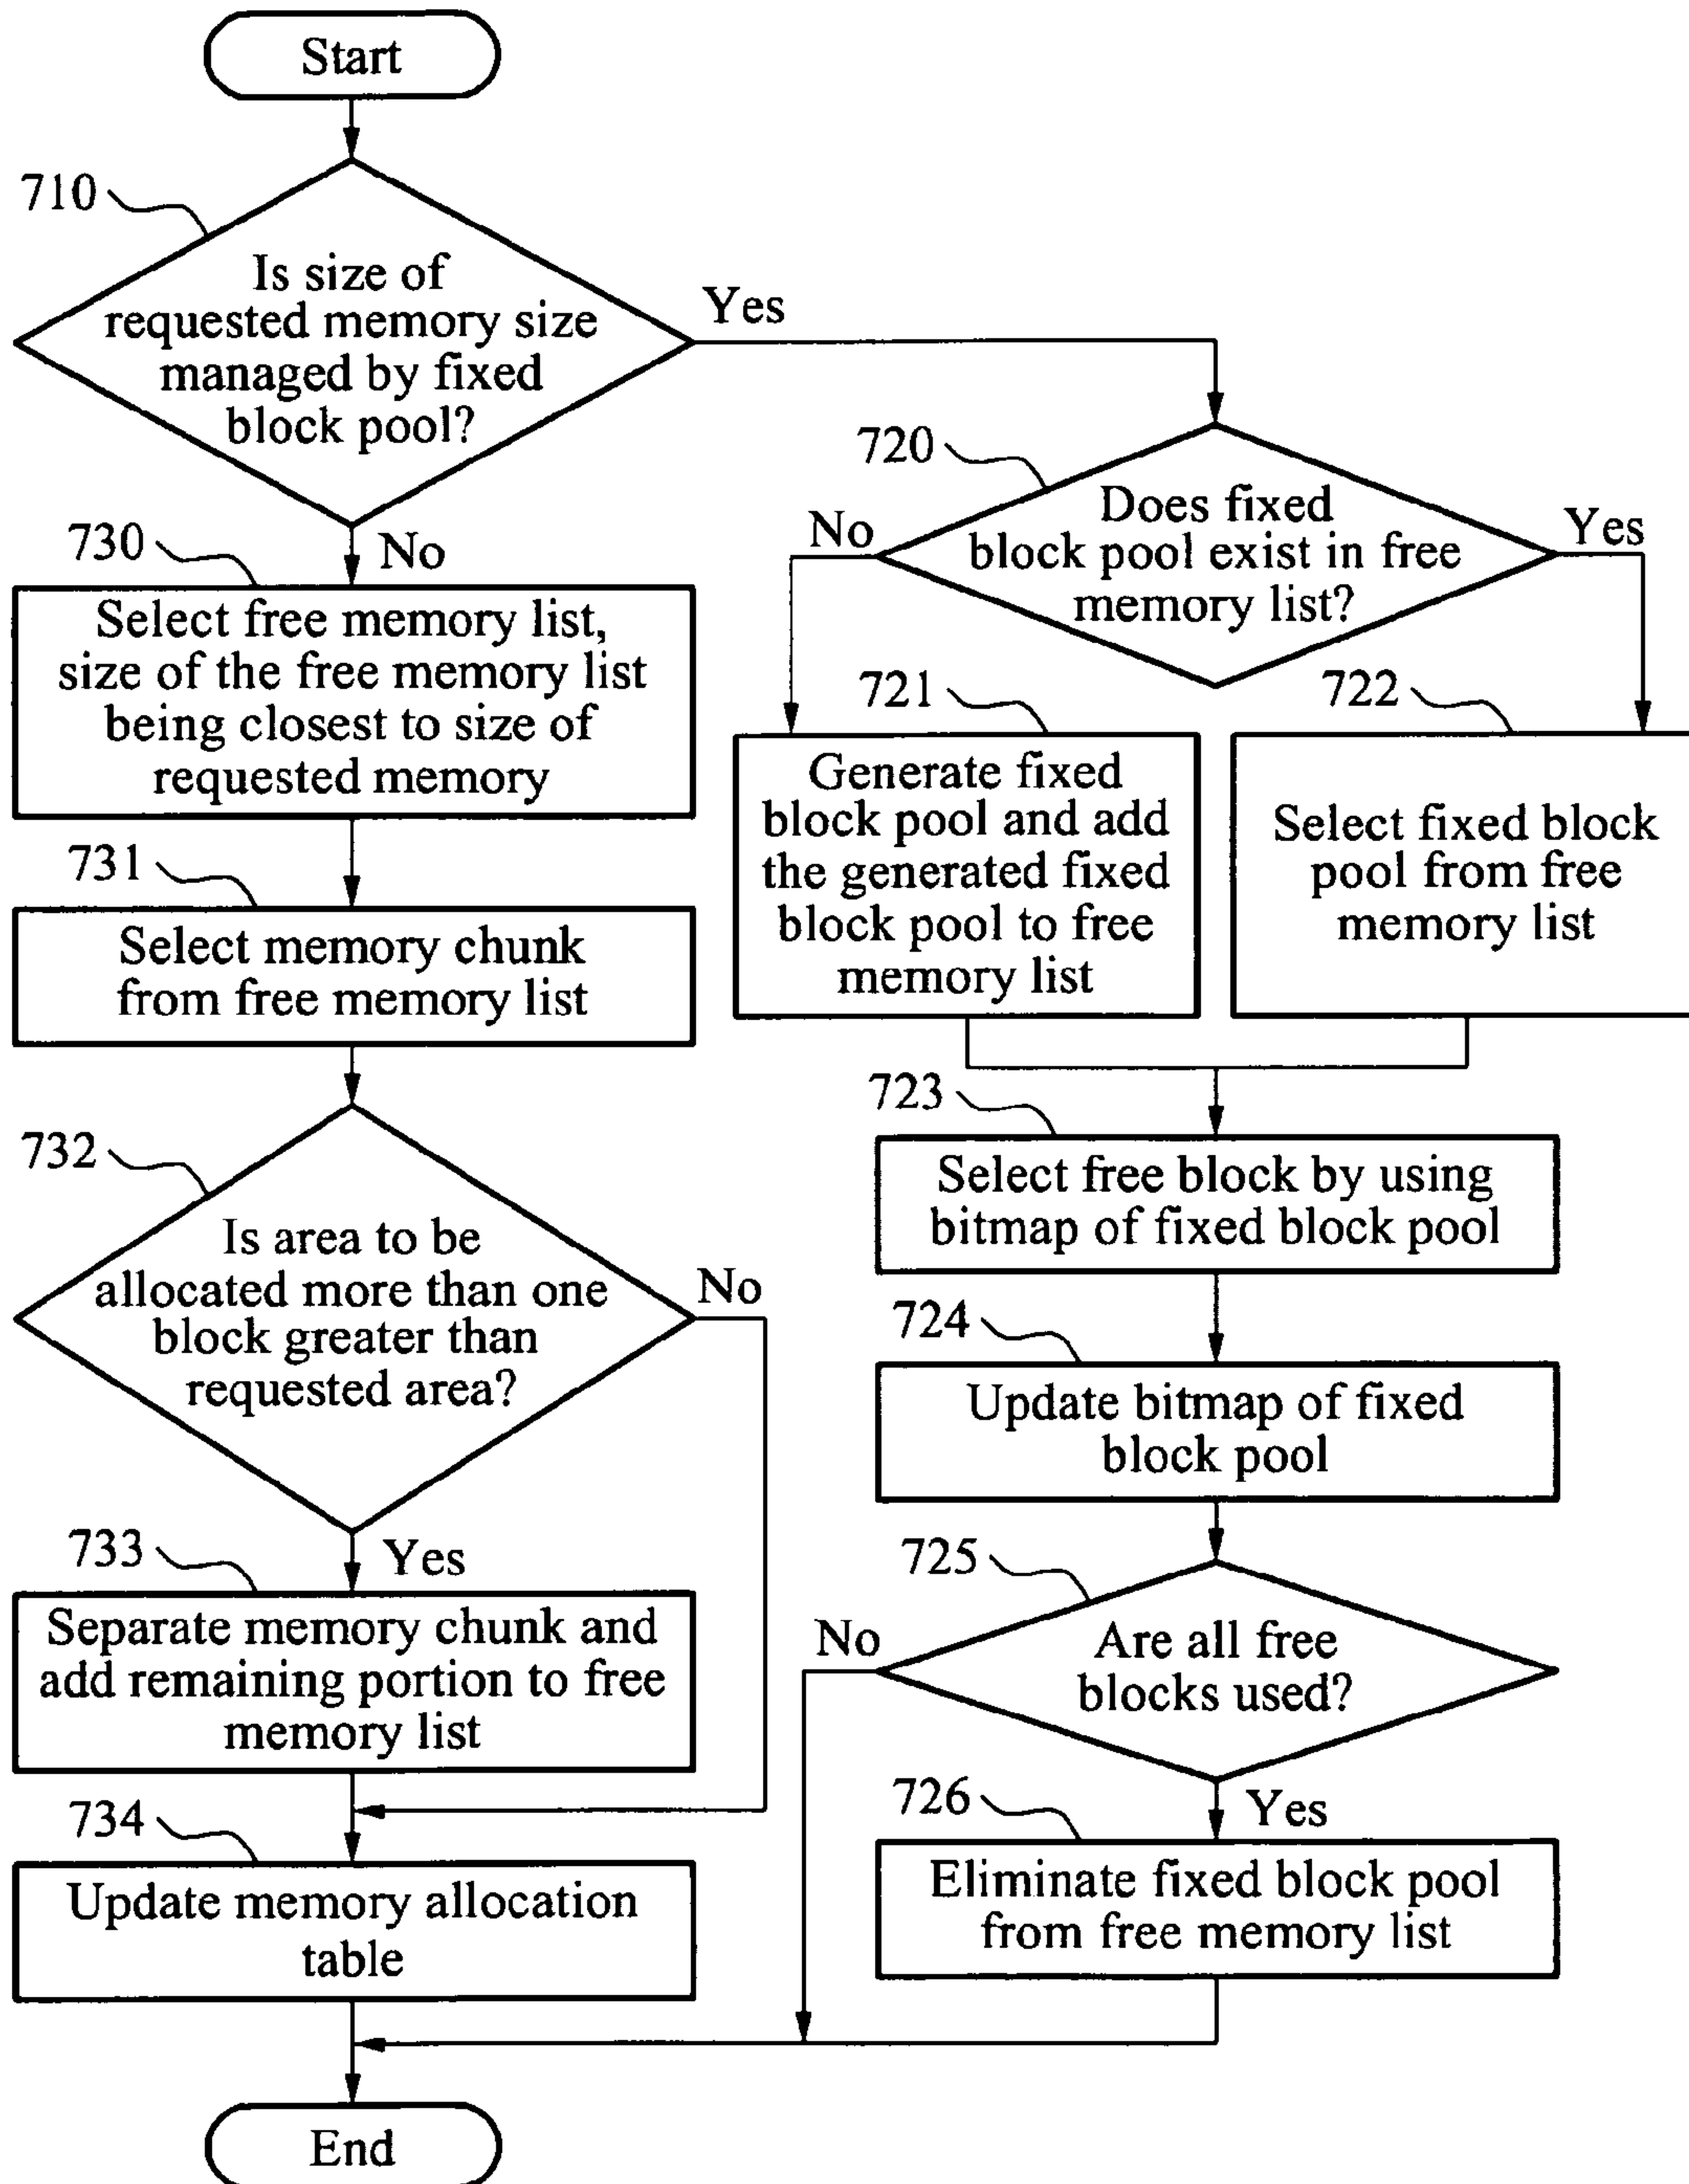 Start
710
Is size of
requested memory size
managed by fixed
block pool?
Yes
No
720
Does fixed
block pool exist in free
memory list?
No
Yes
730
Select free memory list,
size of the free memory list
being closest to size of
requested memory
721
Generate fixed
block pool and add
the generated fixed
block pool to free
memory list
722
Select fixed block
pool from free
memory list
731
Select memory chunk
from free memory list
723
Select free block by using
bitmap of fixed block pool
732
Is area to be
allocated more than one
block greater than
requested area?
No
Yes
724
Update bitmap of fixed
block pool
733
Separate memory chunk and
add remaining portion to free
memory list
725
Are all free
blocks used?
No
Yes
734
Update memory allocation
table
726
Eliminate fixed block pool
from free memory list
End